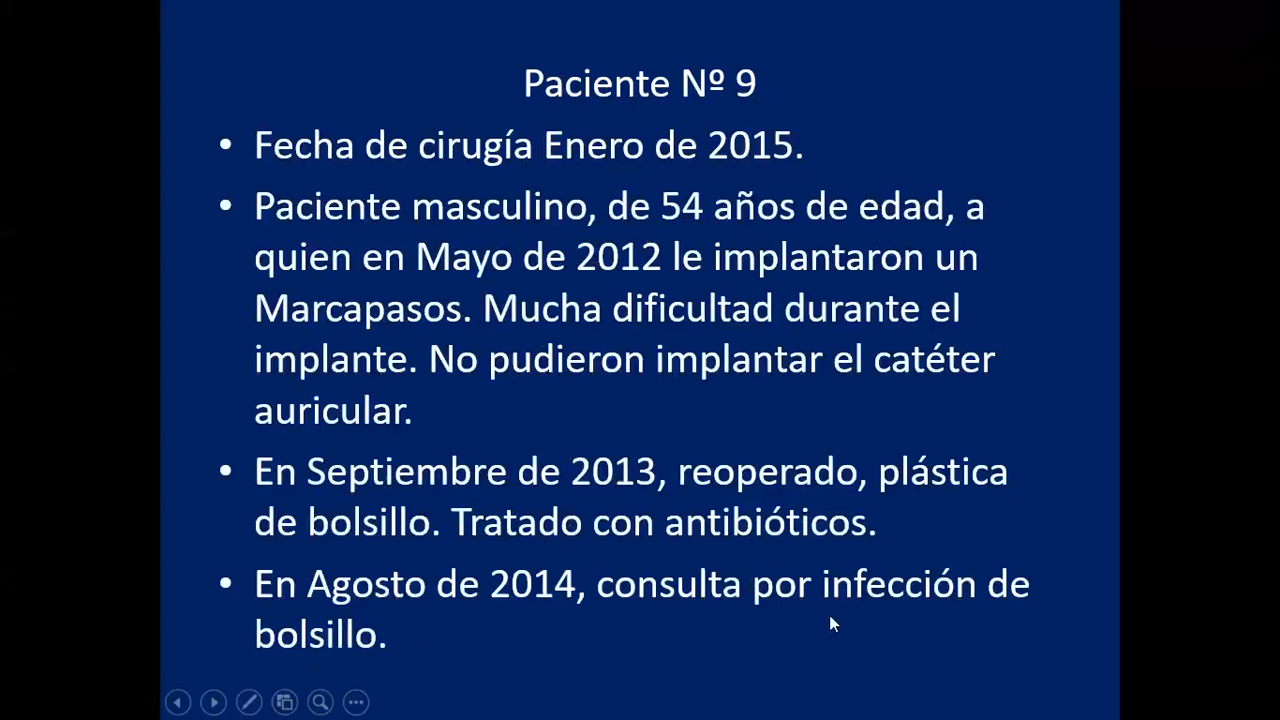 Paciente Nº 9
• Fecha de cirugía Enero de 2015.
• Paciente masculino, de 54 años de edad, a
quien en Mayo de 2012 le implantaron un
Marcapasos. Mucha dificultad durante el
implante. No pudieron implantar el catéter
auricular.
• En Septiembre de 2013, reoperado, plástica
de bolsillo. Tratado con antibióticos.
• En Agosto de 2014, consulta por infección de
bolsillo.